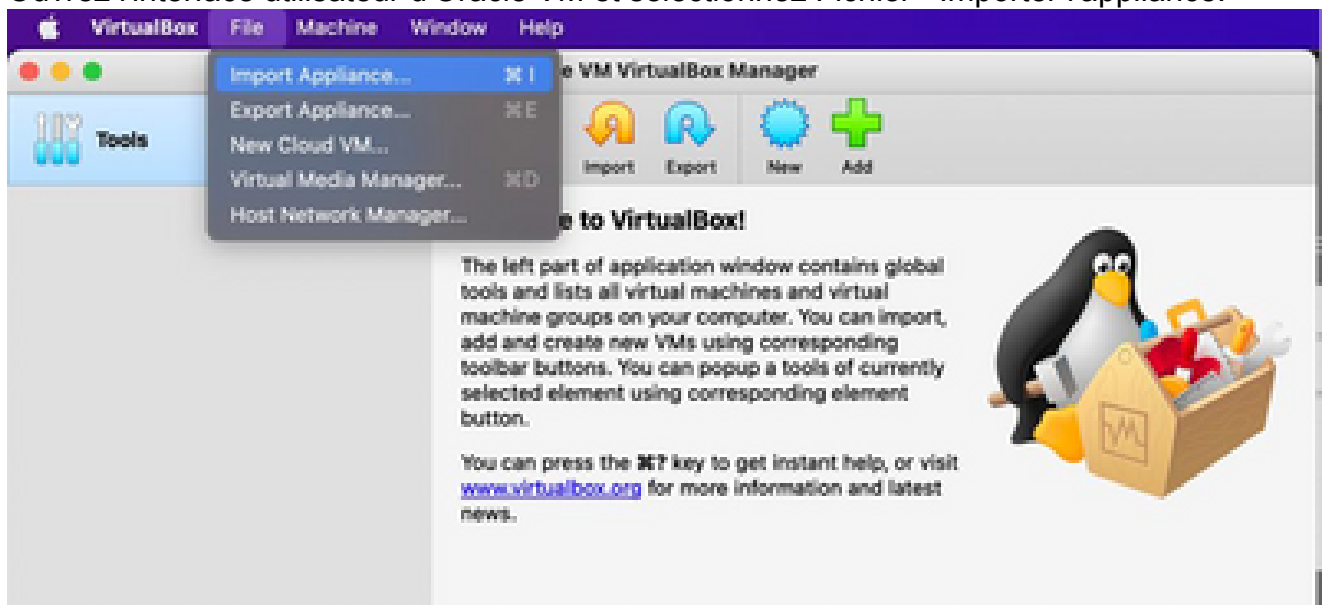 VirtualBox File Machine Window Help
Import Appliance... ⌘ I
Export Appliance... ⌘ E
New Cloud VM...
Virtual Media Manager... ⌘ D
Host Network Manager...
VM VirtualBox Manager
Tools
Import Export New Add
to VirtualBox!
The left part of application window contains global
tools and lists all virtual machines and virtual
machine groups on your computer. You can import,
add and create new VMs using corresponding
toolbar buttons. You can popup a tools of currently
selected element using corresponding element
button.
You can press the ⌘? key to get instant help, or visit
www.virtualbox.org for more information and latest
news.